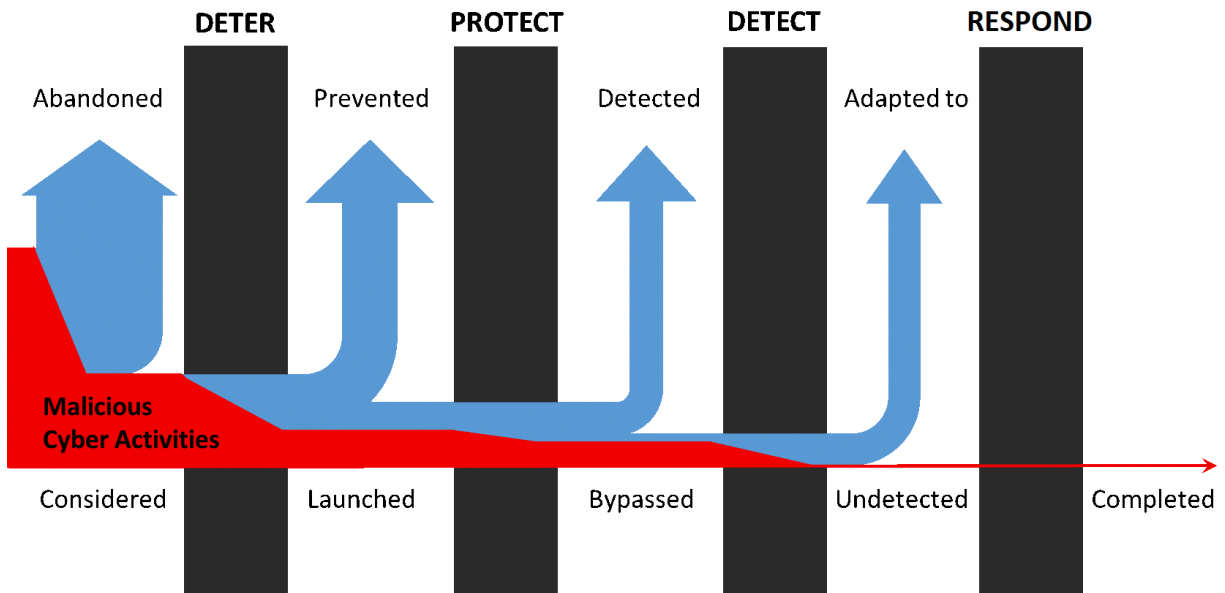 DETER
PROTECT
DETECT
RESPOND
Abandoned
Prevented
Detected
Adapted to
Malicious
Cyber Activities
Considered
Launched
Bypassed
Undetected
Completed